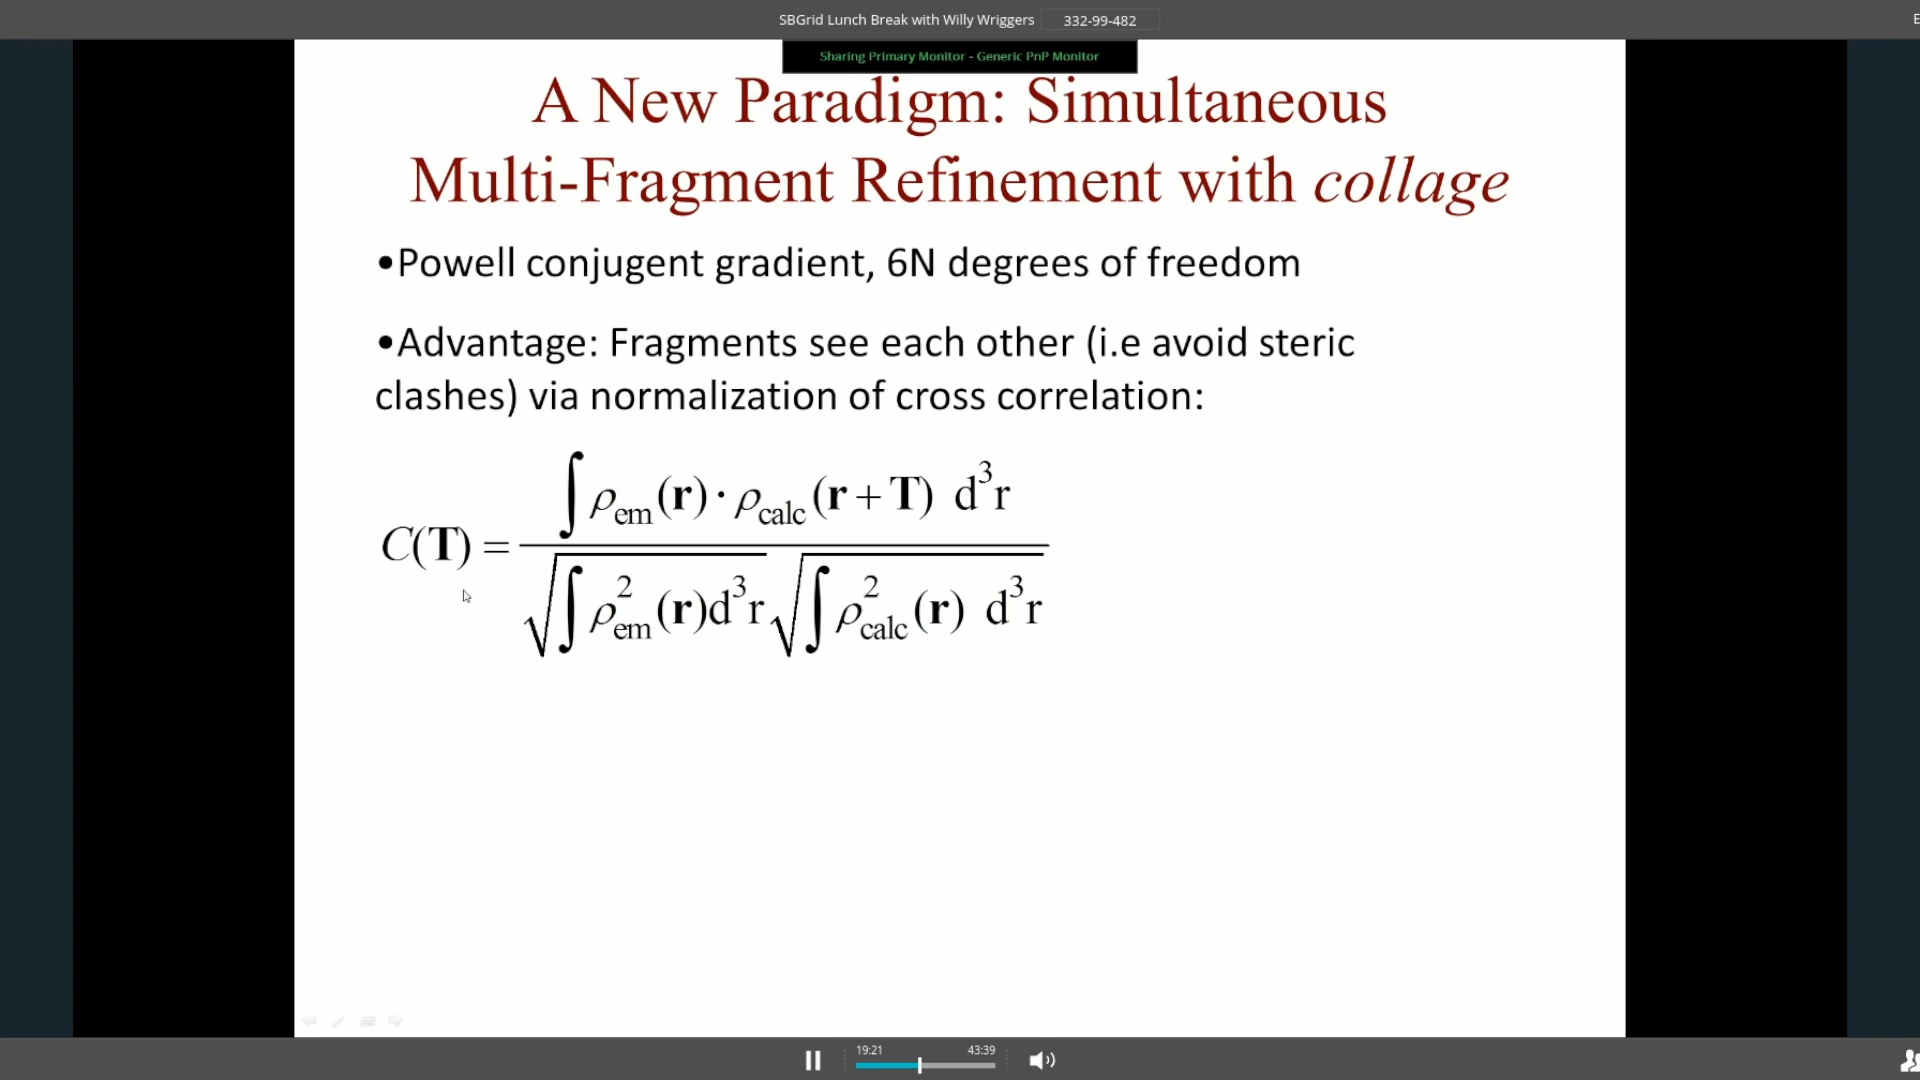 SBGrid Lunch Break with Willy Wriggers 332-99-482
E
Sharing Primary Monitor - Generic PnP Monitor
A New Paradigm: Simultaneous
Multi-Fragment Refinement with collage
•Powell conjugent gradient, 6N degrees of freedom
•Advantage: Fragments see each other (i.e avoid steric
clashes) via normalization of cross correlation:
C(T) = ∫ρem(r)·ρcalc(r+T) d³r / √∫ρ²em(r)d³r √∫ρ²calc(r) d³r
19:21 43:39